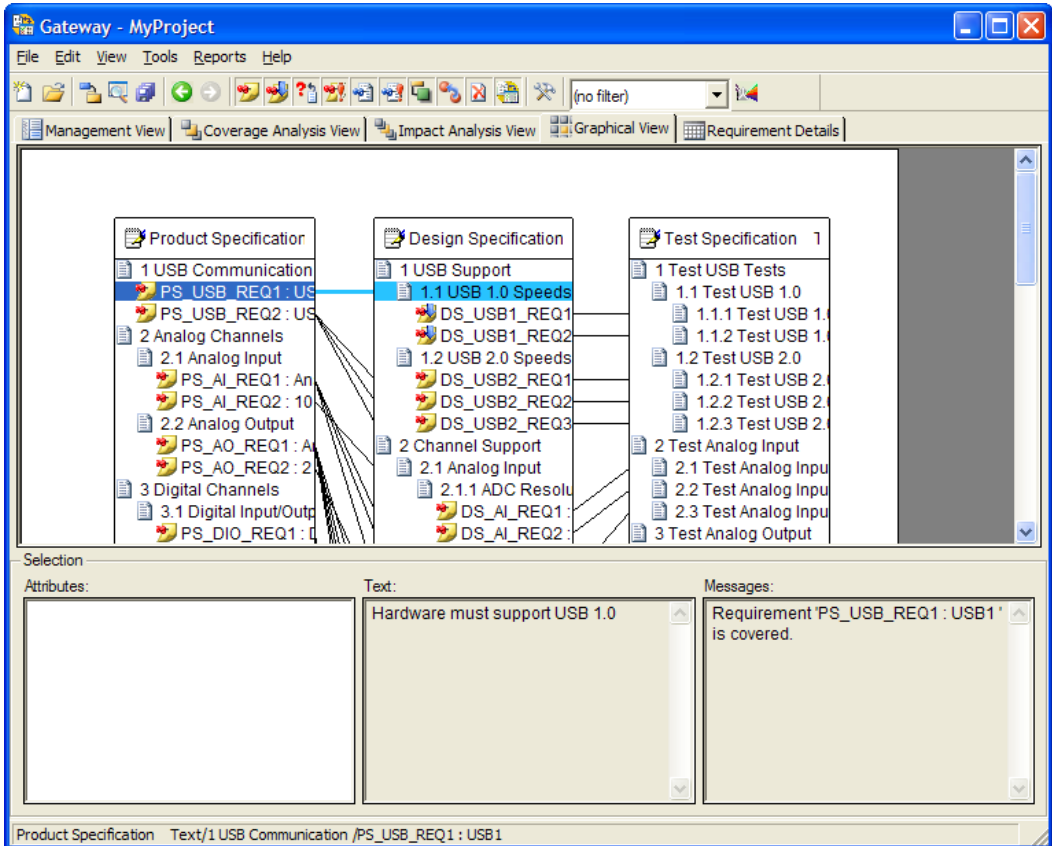 Gateway - MyProject
File Edit View Tools Reports Help
(no filter)
Management View Coverage Analysis View Impact Analysis View Graphical View Requirement Details
Product Specification
1 USB Communication
PS_USB_REQ1 : US
PS_USB_REQ2 : US
2 Analog Channels
2.1 Analog Input
PS_AI_REQ1 : An
PS_AI_REQ2 : 10
2.2 Analog Output
PS_AO_REQ1 : A
PS_AO_REQ2 : 2
3 Digital Channels
3.1 Digital Input/Outp
PS_DIO_REQ1 : D
Design Specification
1 USB Support
1.1 USB 1.0 Speeds
DS_USB1_REQ1
DS_USB1_REQ2
1.2 USB 2.0 Speeds
DS_USB2_REQ1
DS_USB2_REQ2
DS_USB2_REQ3
2 Channel Support
2.1 Analog Input
2.1.1 ADC Resolu
DS_AI_REQ1 :
DS_AI_REQ2 :
Test Specification T
1 Test USB Tests
1.1 Test USB 1.0
1.1.1 Test USB 1.
1.1.2 Test USB 1.
1.2 Test USB 2.0
1.2.1 Test USB 2.
1.2.2 Test USB 2.
1.2.3 Test USB 2.
2 Test Analog Input
2.1 Test Analog Inpu
2.2 Test Analog Inpu
2.3 Test Analog Inpu
3 Test Analog Output
Selection
Attributes:
Text:
Hardware must support USB 1.0
Messages:
Requirement 'PS_USB_REQ1 : USB1 '
is covered.
Product Specification Text/1 USB Communication /PS_USB_REQ1 : USB1